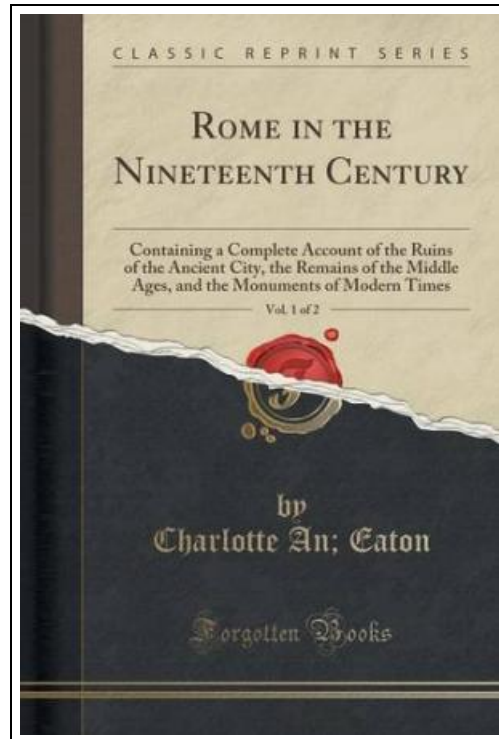 CLASSIC REPRINT SERIES
ROME IN THE
NINETEENTH CENTURY
Containing a Complete Account of the Ruins
of the Ancient City, the Remains of the Middle
Ages, and the Monuments of Modern Times
Vol. 1 of 2
F
by
Charlotte An; Eaton
Forgotten Books